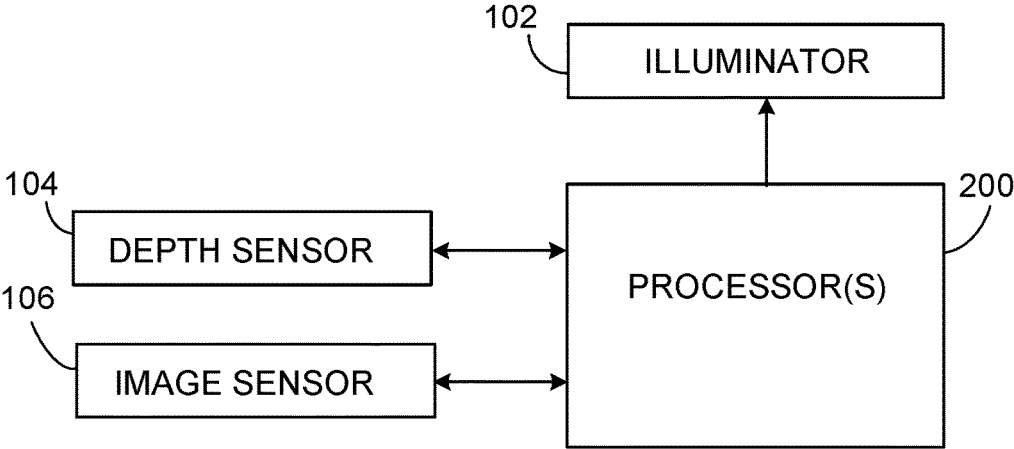 102
ILLUMINATOR
104
DEPTH SENSOR
200
PROCESSOR(S)
106
IMAGE SENSOR